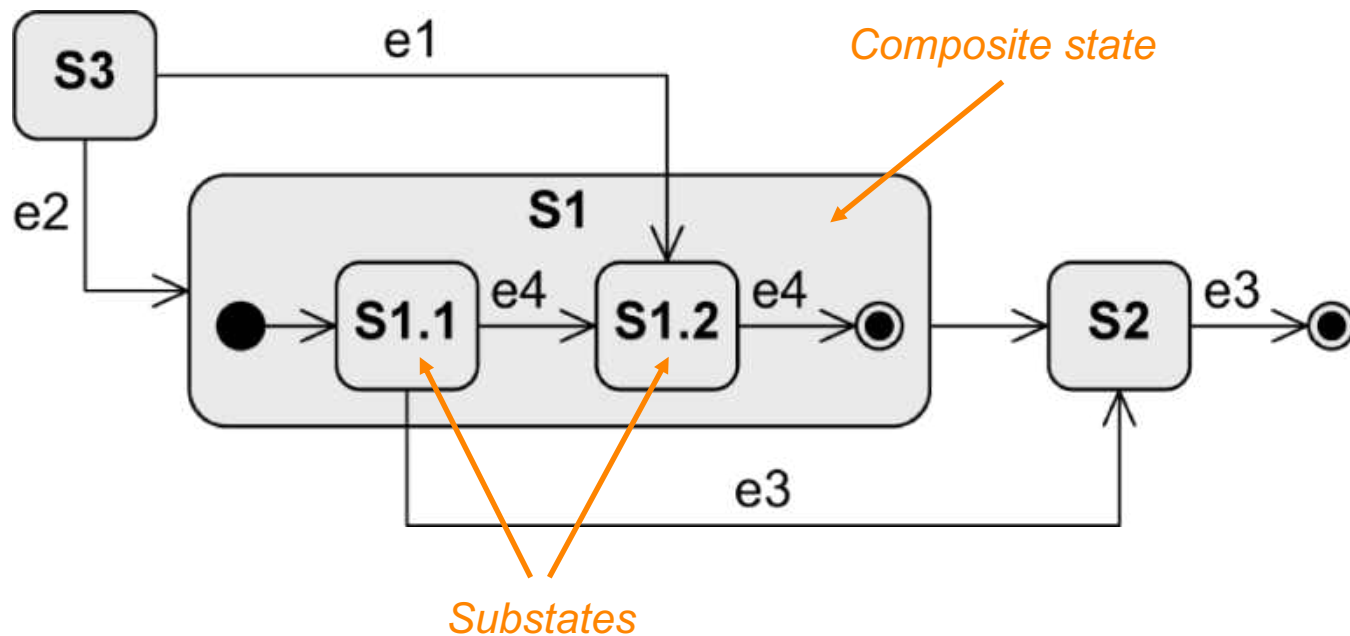 e1
Composite state
S3
e2
S1
S1.1
e4
S1.2
e4
S2
e3
e3
Substates